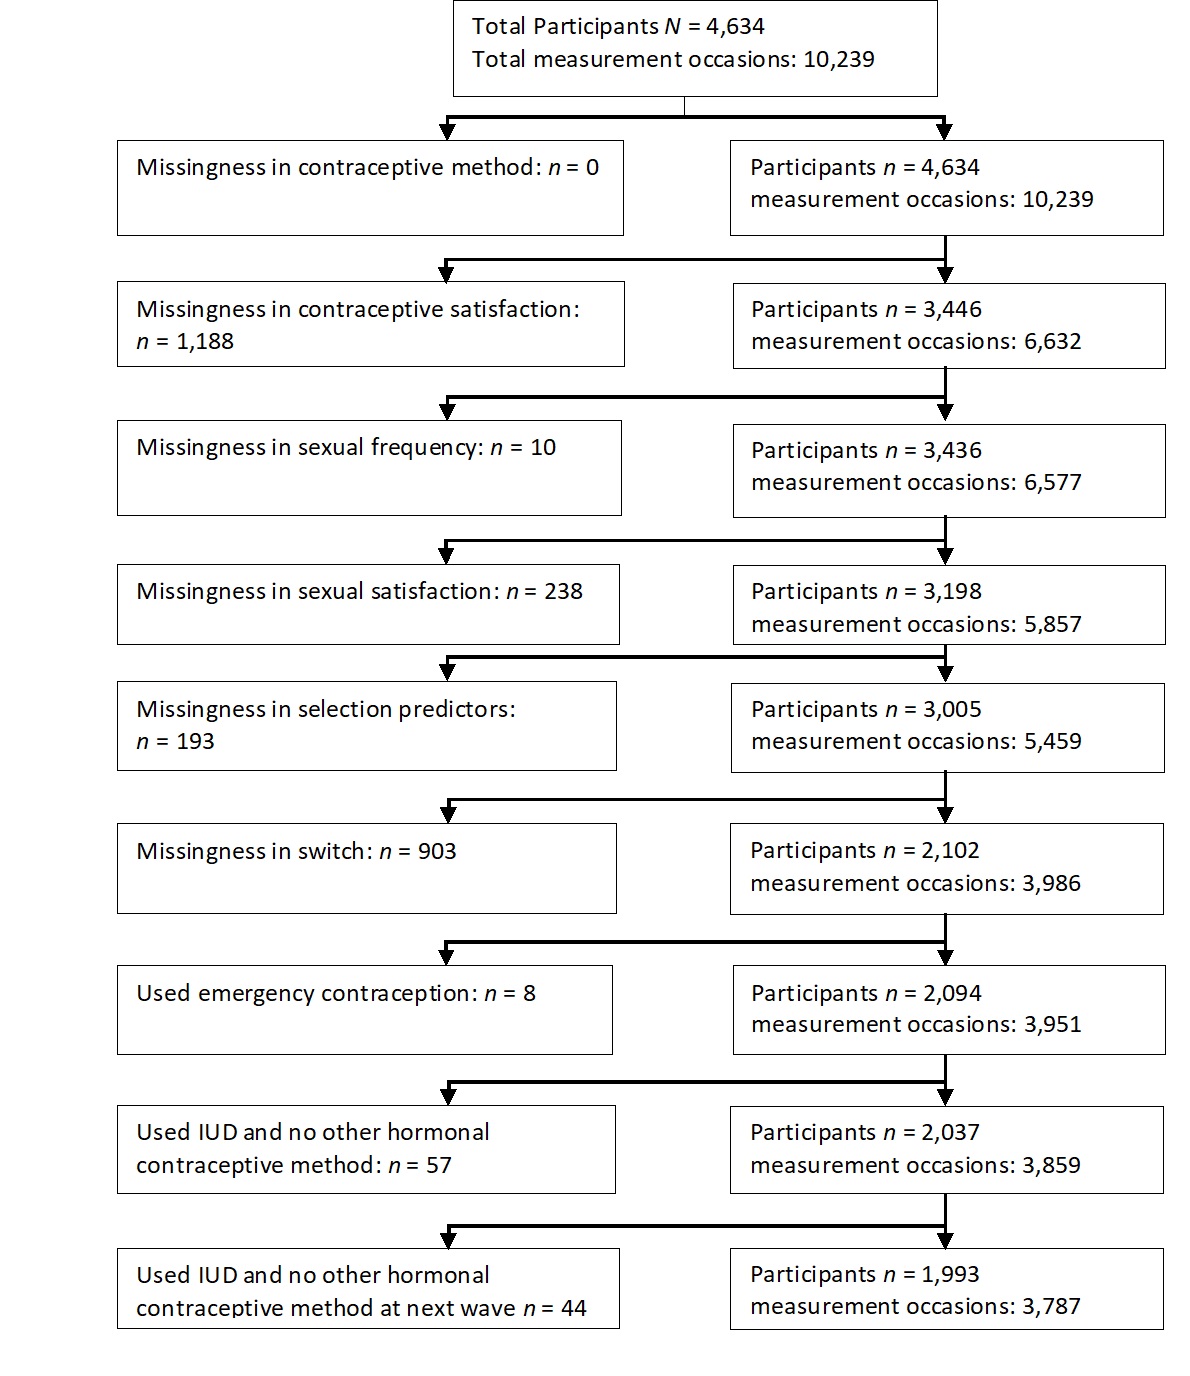 Total Participants N = 4,634
Total measurement occasions: 10,239
Missingness in contraceptive method: n = 0
Participants n = 4,634
measurement occasions: 10,239
Missingness in contraceptive satisfaction:
n = 1,188
Participants n = 3,446
measurement occasions: 6,632
Missingness in sexual frequency: n = 10
Participants n = 3,436
measurement occasions: 6,577
Missingness in sexual satisfaction: n = 238
Participants n = 3,198
measurement occasions: 5,857
Missingness in selection predictors:
n = 193
Participants n = 3,005
measurement occasions: 5,459
Missingness in switch: n = 903
Participants n = 2,102
measurement occasions: 3,986
Used emergency contraception: n = 8
Participants n = 2,094
measurement occasions: 3,951
Used IUD and no other hormonal
contraceptive method: n = 57
Participants n = 2,037
measurement occasions: 3,859
Used IUD and no other hormonal
contraceptive method at next wave n = 44
Participants n = 1,993
measurement occasions: 3,787